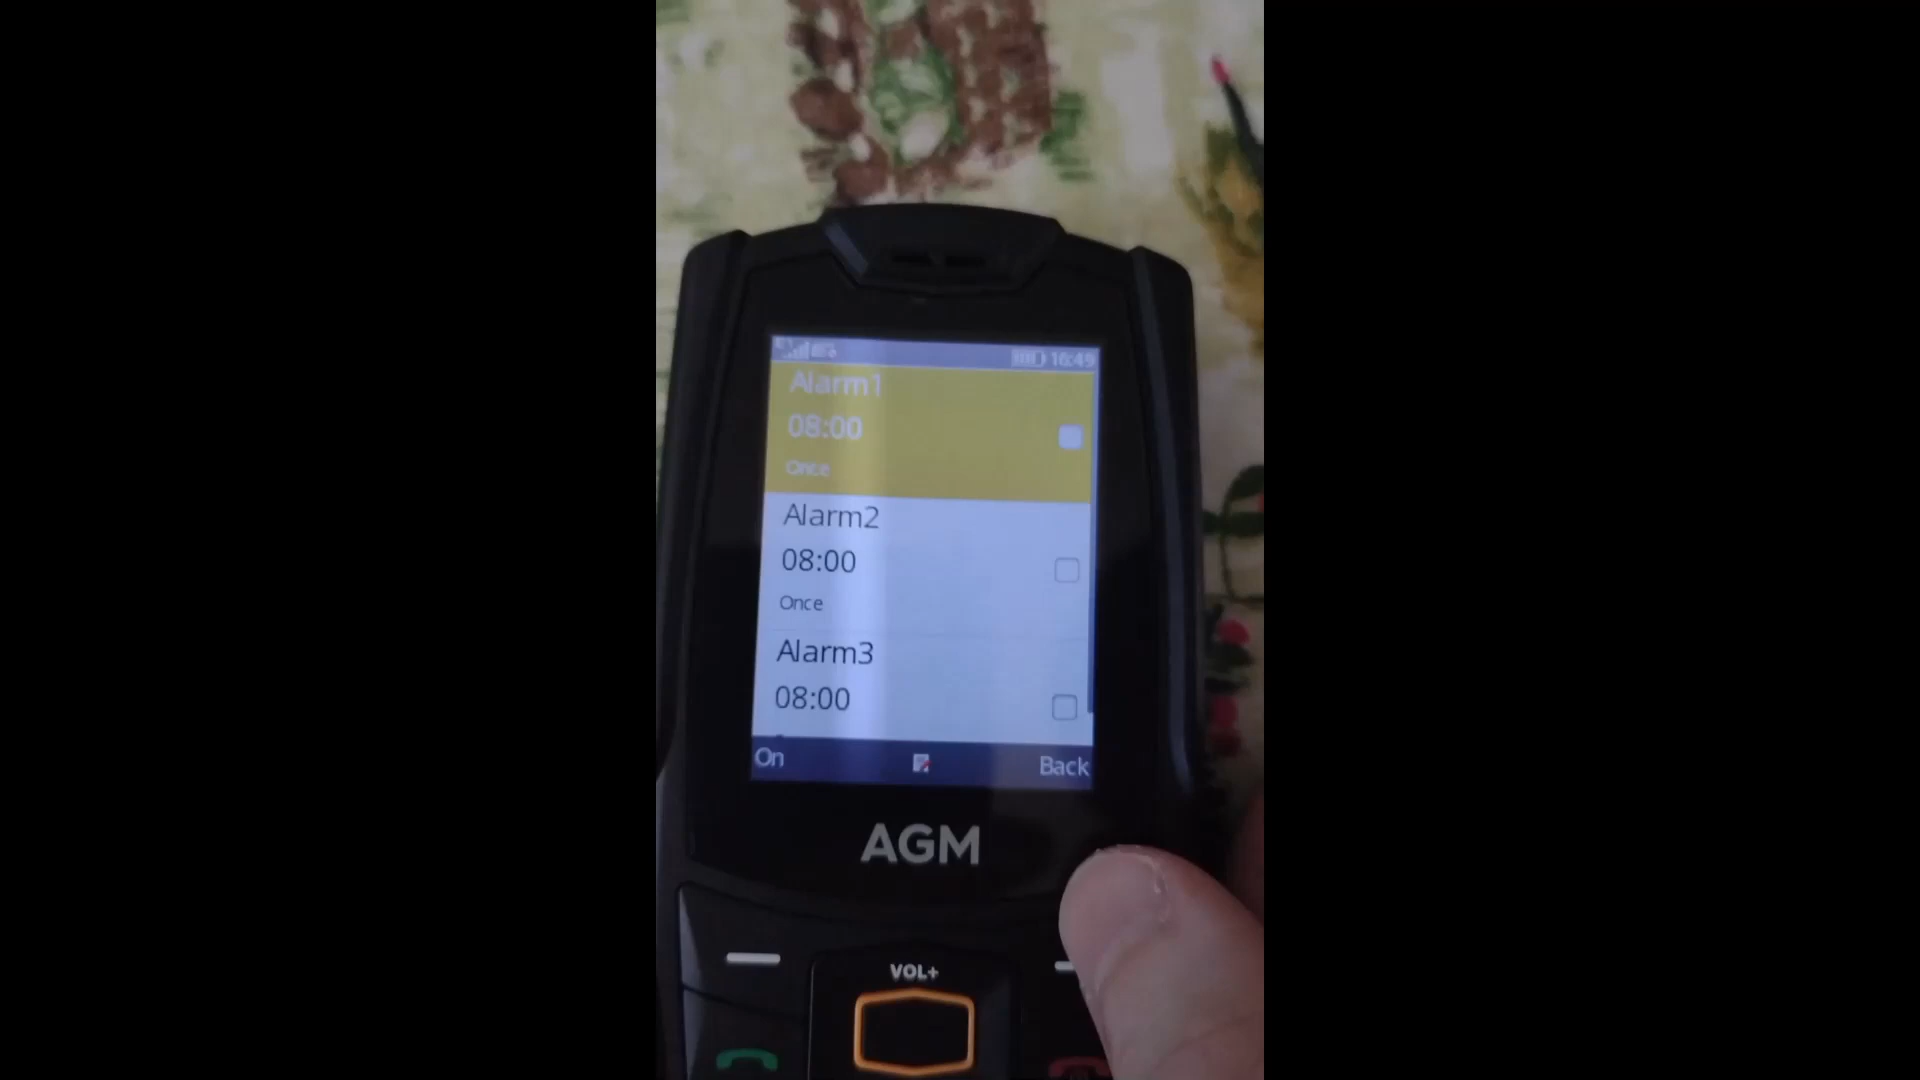 16:49
Alarm1
08:00
Once
Alarm2
08:00
Once
Alarm3
08:00
On
Back
AGM
VOL+